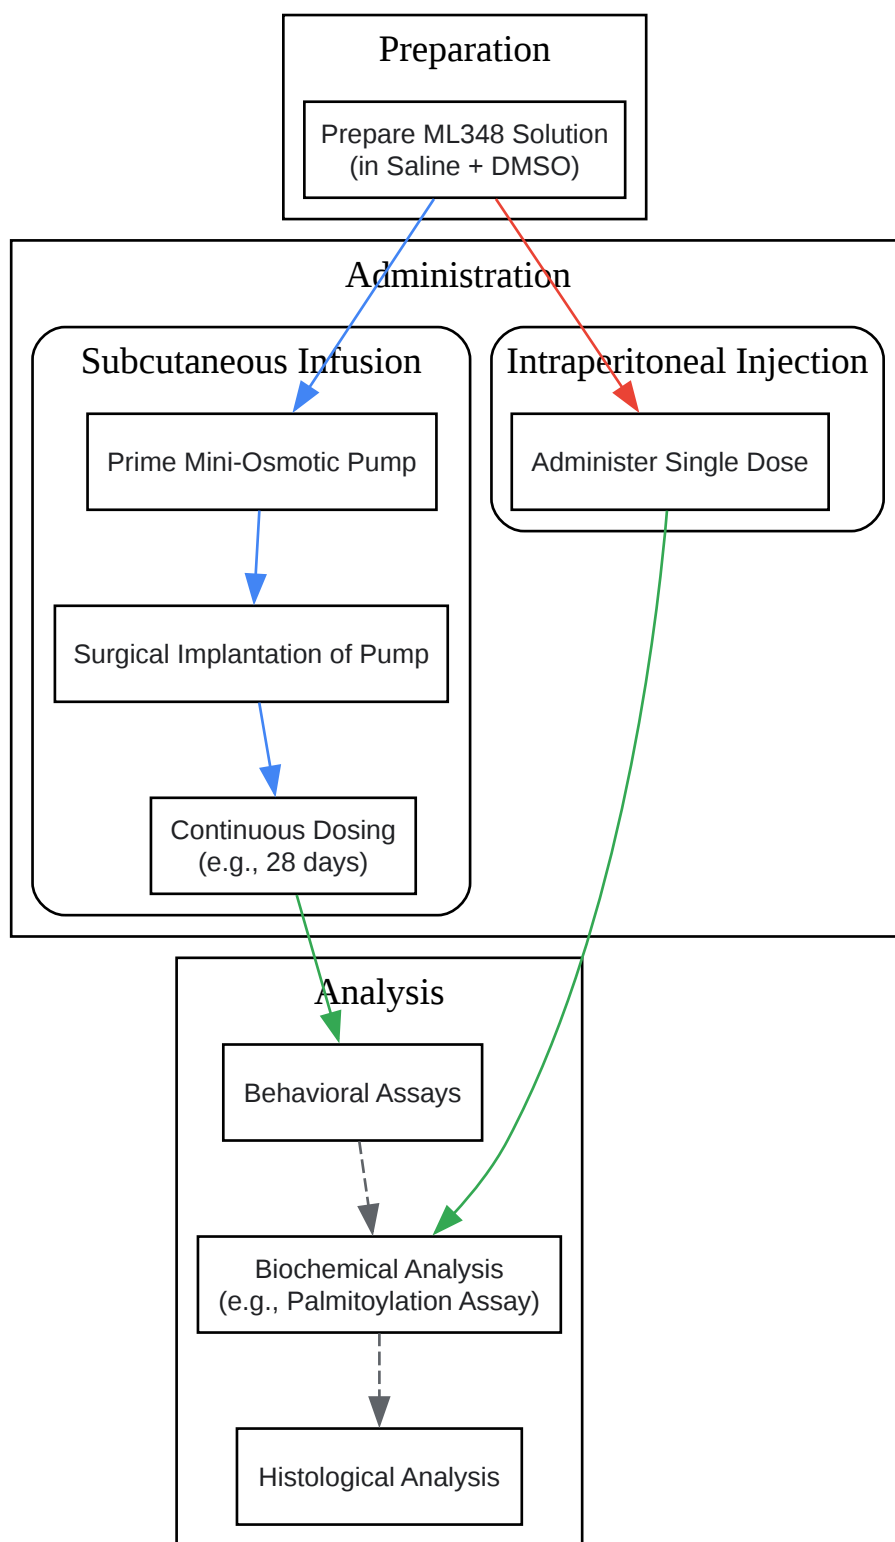 Preparation
Prepare ML348 Solution
(in Saline + DMSO)
Administration
Subcutaneous Infusion
Prime Mini-Osmotic Pump
Surgical Implantation of Pump
Continuous Dosing
(e.g., 28 days)
Intraperitoneal Injection
Administer Single Dose
Analysis
Behavioral Assays
Biochemical Analysis
(e.g., Palmitoylation Assay)
Histological Analysis